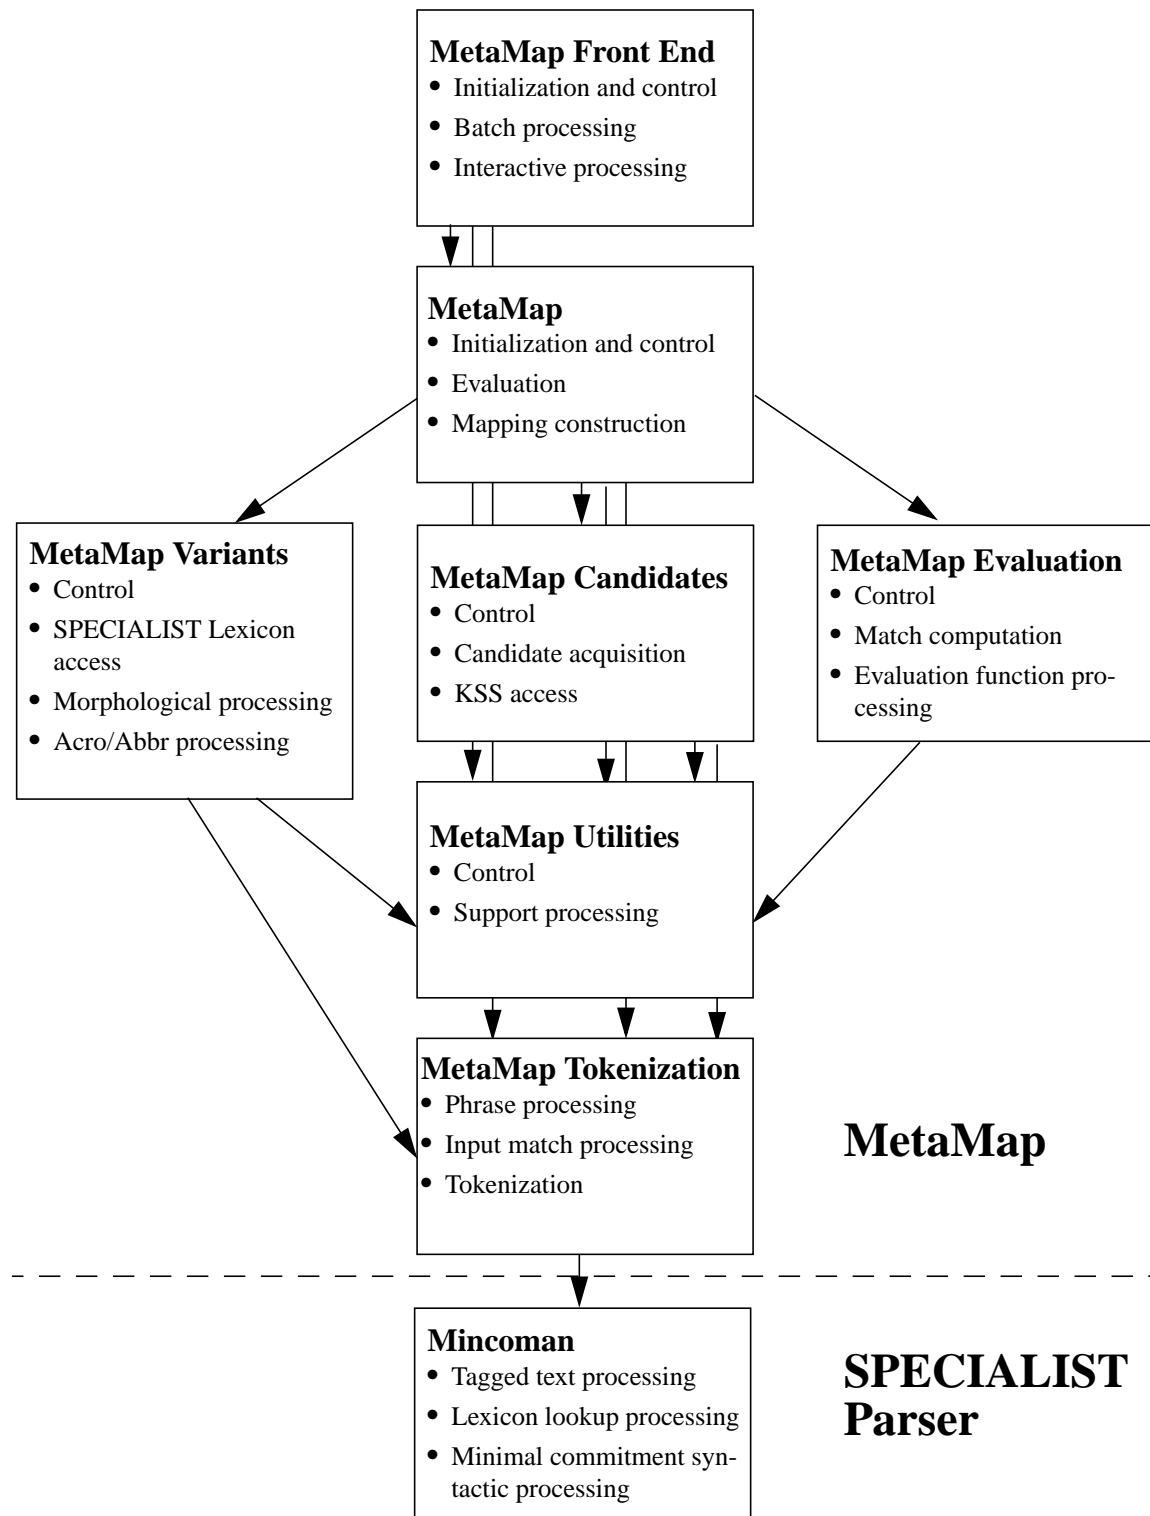 MetaMap Front End
• Initialization and control
• Batch processing
• Interactive processing
MetaMap
• Initialization and control
• Evaluation
• Mapping construction
MetaMap Variants
• Control
• SPECIALIST Lexicon
access
• Morphological processing
• Acro/Abbr processing
MetaMap Candidates
• Control
• Candidate acquisition
• KSS access
MetaMap Evaluation
• Control
• Match computation
• Evaluation function pro-
cessing
MetaMap Utilities
• Control
• Support processing
MetaMap Tokenization
• Phrase processing
• Input match processing
• Tokenization
MetaMap
Mincoman
• Tagged text processing
• Lexicon lookup processing
• Minimal commitment syn-
tactic processing
SPECIALIST
Parser